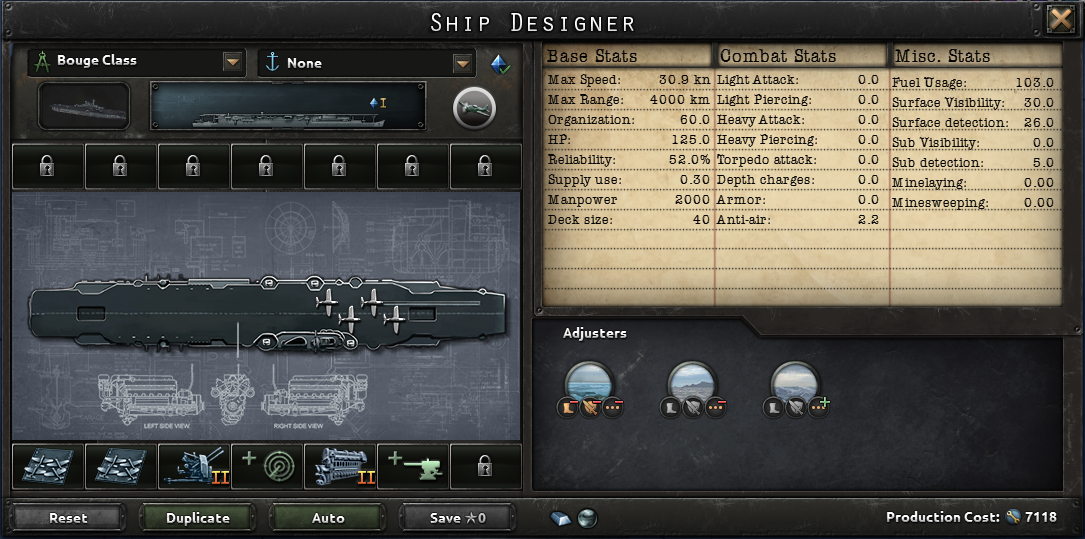 Ship Designer
Bouge Class
None
I
LEFT SIDE VIEW
RIGHT SIDE VIEW
II
II
Reset
Duplicate
Auto
Save ★0
Base Stats
Max Speed: 30.9 kn
Max Range: 4000 km
Organization: 60.0
HP: 125.0
Reliability: 52.0%
Supply use: 0.30
Manpower 2000
Deck size: 40
Combat Stats
Light Attack: 0.0
Light Piercing: 0.0
Heavy Attack: 0.0
Heavy Piercing: 0.0
Torpedo attack: 0.0
Depth charges: 0.0
Armor: 0.0
Anti-air: 2.2
Misc. Stats
Fuel Usage: 103.0
Surface Visibility: 30.0
Surface detection: 26.0
Sub Visibility: 0.0
Sub detection: 5.0
Minelaying: 0.00
Minesweeping: 0.00
Adjusters
Production Cost: 7118